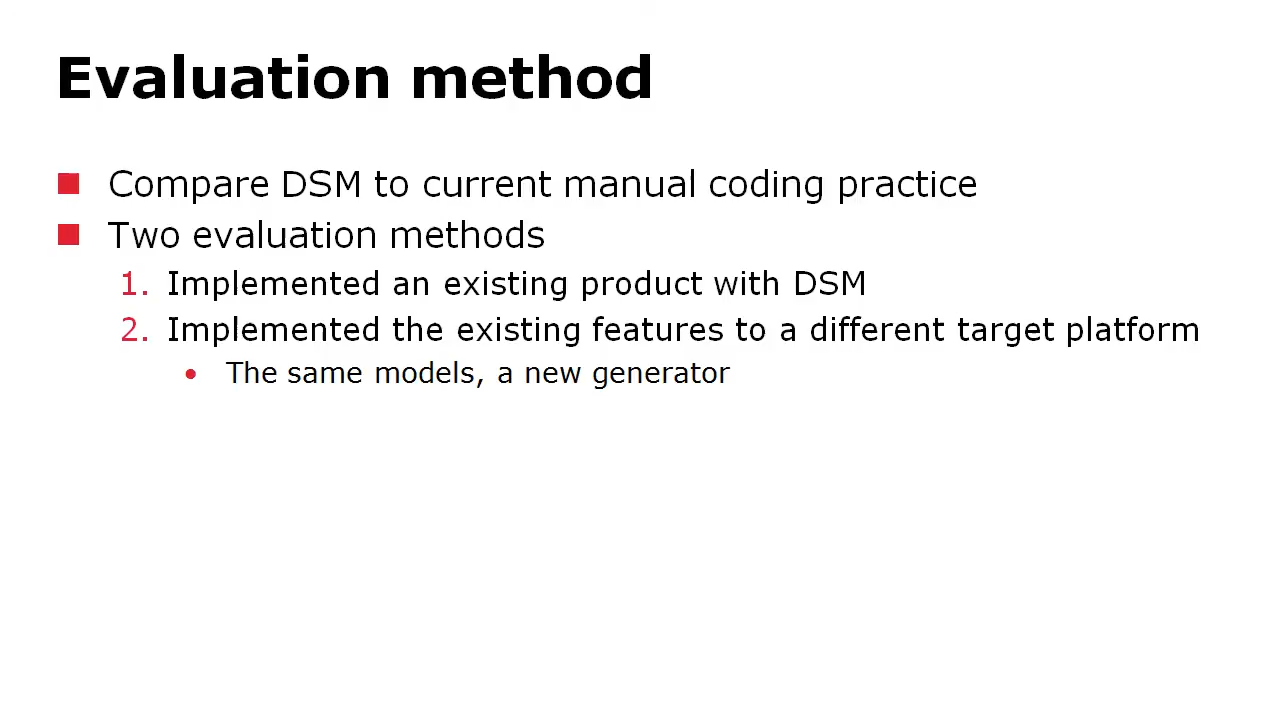 Evaluation method
Compare DSM to current manual coding practice
Two evaluation methods
1. Implemented an existing product with DSM
2. Implemented the existing features to a different target platform
• The same models, a new generator